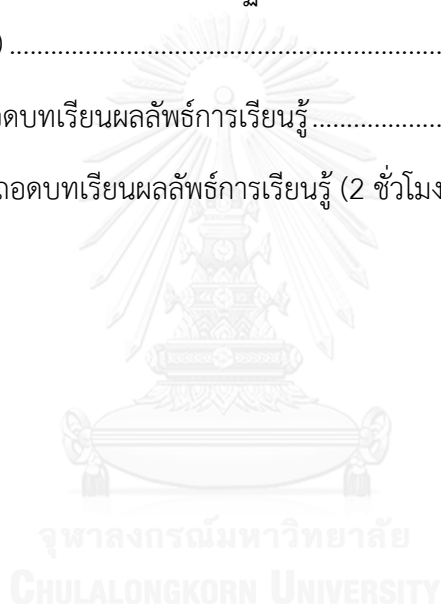 ) ........................................................................
ดบทเรียนผลลัพธ์การเรียนรู้ .......................
ถอดบทเรียนผลลัพธ์การเรียนรู้ (2 ชั่วโมง
จุฬาลงกรณ์มหาวิทยาลัย
CHULALONGKORN UNIVERSITY